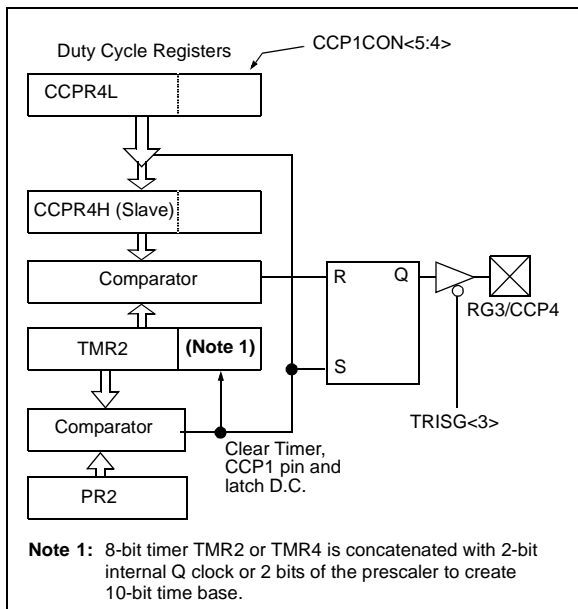 Duty Cycle Registers
CCP1CON<5:4>
CCPR4L
CCPR4H (Slave)
Comparator
R
Q
RG3/CCP4
TMR2
(Note 1)
S
TRISG<3>
Comparator
Clear Timer,
CCP1 pin and
latch D.C.
PR2
Note 1: 8-bit timer TMR2 or TMR4 is concatenated with 2-bit
internal Q clock or 2 bits of the prescaler to create
10-bit time base.